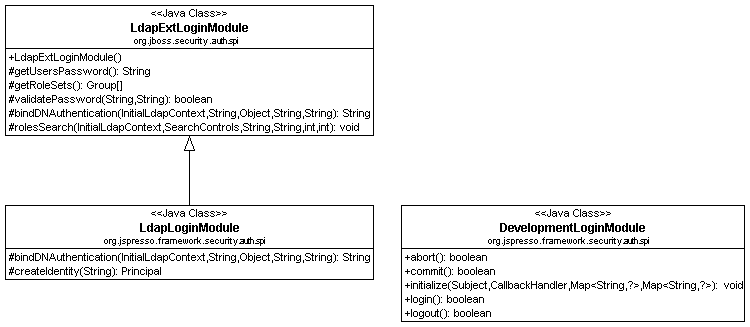 <<Java Class>>
LdapExtLoginModule
org.jboss.security.auth.spi
+LdapExtLoginModule()
#getUsersPassword(): String
#getRoleSets(): Group[]
#validatePassword(String,String): boolean
#bindDNAuthentication(InitialLdapContext,String,Object,String,String): String
#rolesSearch(InitialLdapContext,SearchControls,String,String,int,int): void
<<Java Class>>
LdapLoginModule
org.jspresso.framework.security.auth.spi
#bindDNAuthentication(InitialLdapContext,String,Object,String,String): String
#createIdentity(String): Principal
<<Java Class>>
DevelopmentLoginModule
org.jspresso.framework.security.auth.spi
+abort(): boolean
+commit(): boolean
+initialize(Subject,CallbackHandler,Map<String,?>,Map<String,?>): void
+login(): boolean
+logout(): boolean